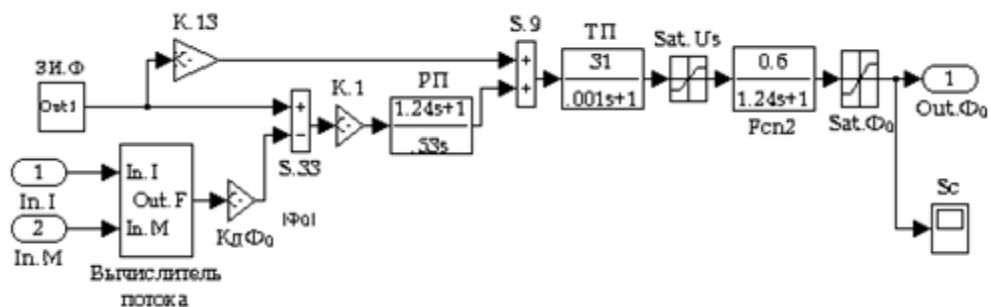 К.13
S.9
ТП
Sat.Us
ЗИ.Ф
Out1
К.1
РП
+
+
31
.001s+1
0.6
1.24s+1
Fcn2
Sat.Ф₀
1
Out.Ф₀
+
−
S.33
1.24s+1
.53s
1
In.I
2
In.M
In.I
Out.F
In.M
КдФ₀
|Ф₀|
Sc
Вычислитель
потока